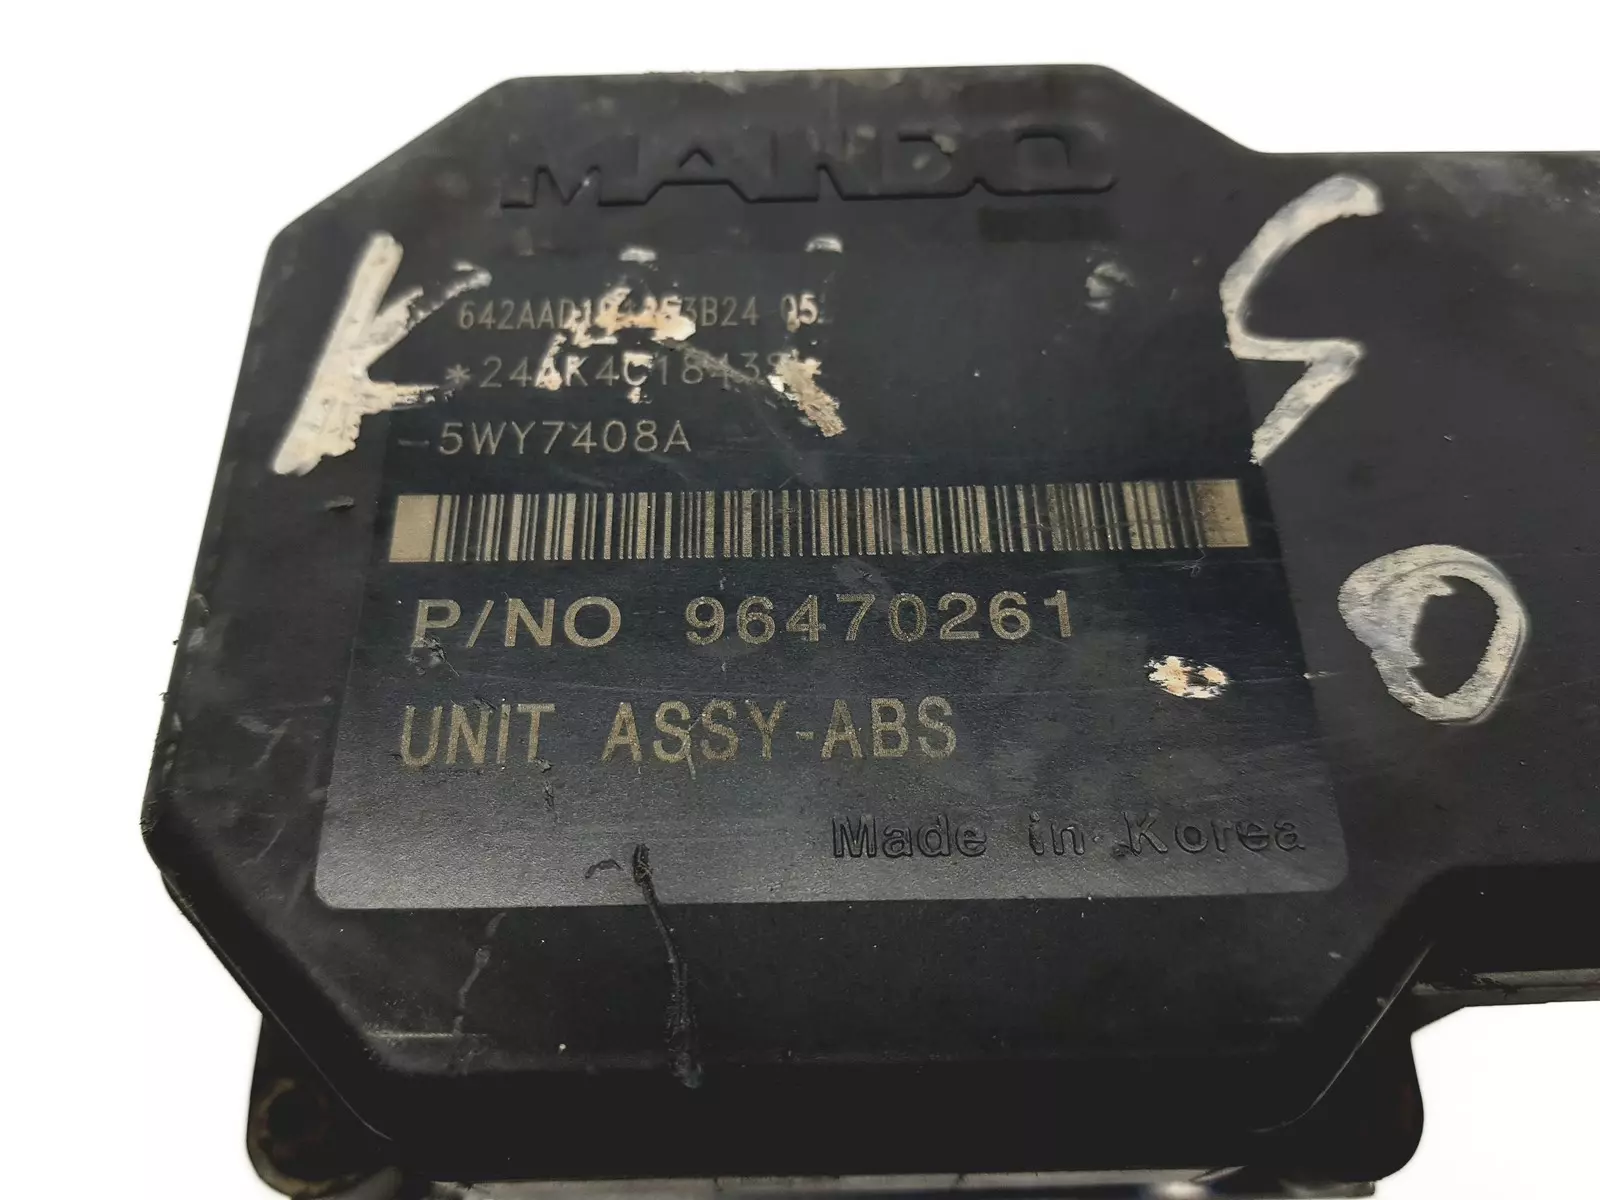 MANDO
-5WY7408A
P/NO 96470261
UNIT ASSY-ABS
Made in Korea